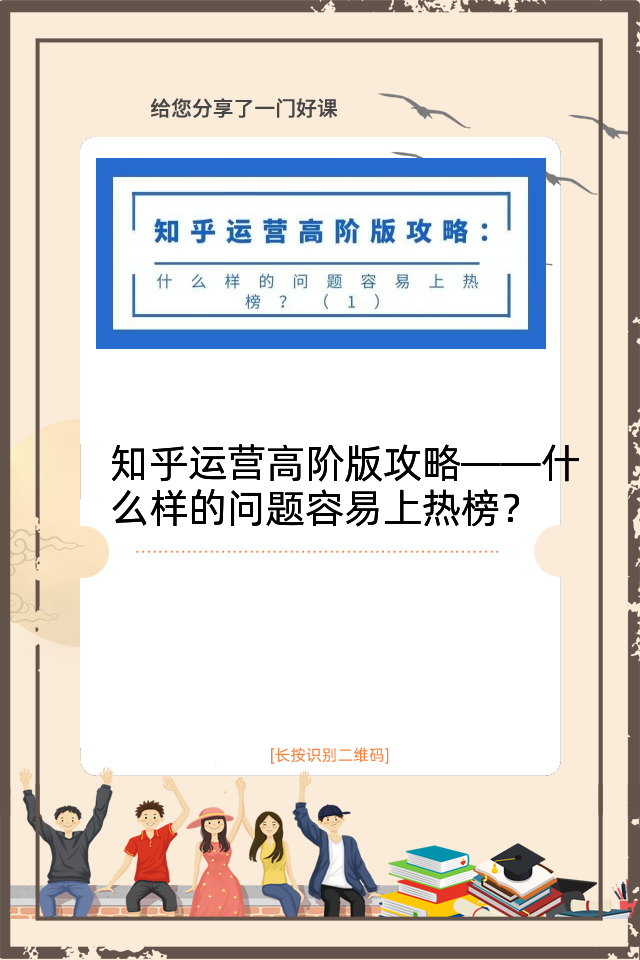 给您分享了一门好课
知乎运营高阶版攻略：
什么样的问题容易上热
榜？（1）
知乎运营高阶版攻略——什
么样的问题容易上热榜？
[长按识别二维码]